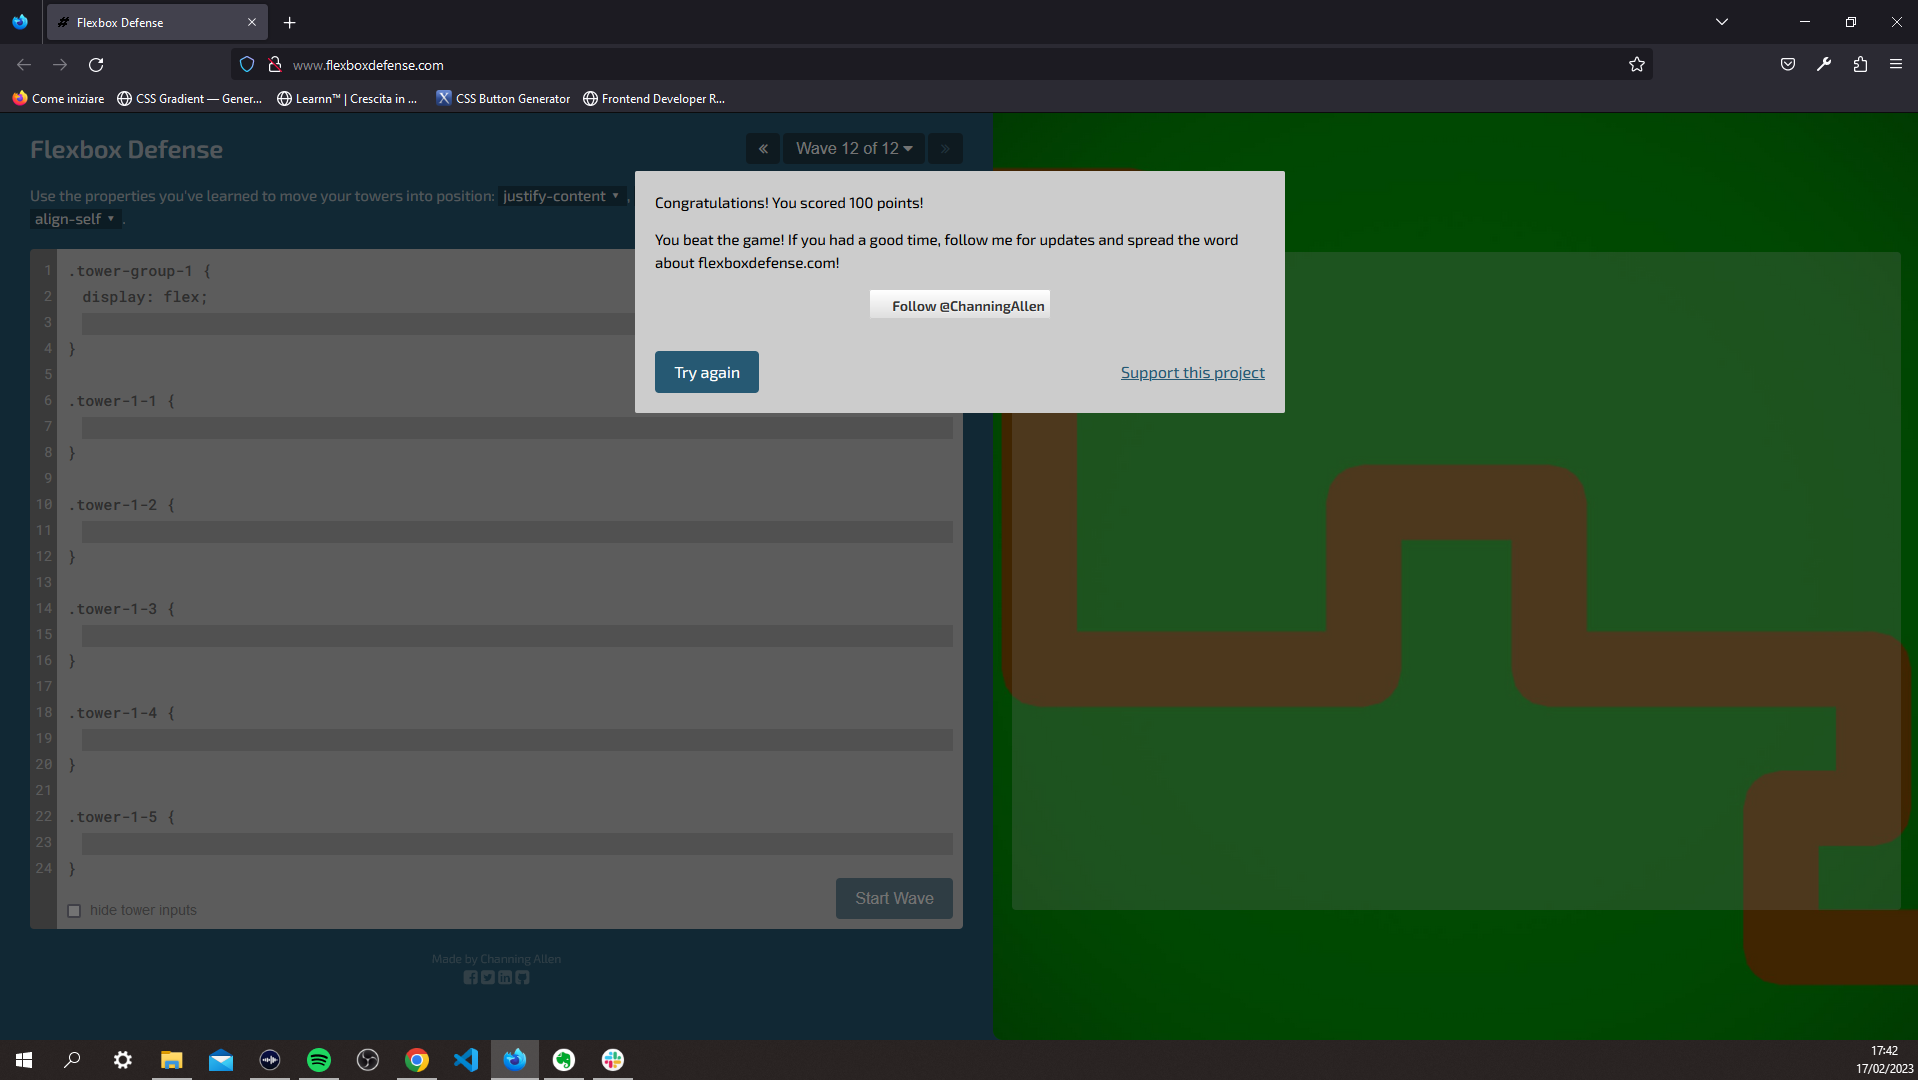 Flexbox Defense
www.flexboxdefense.com
Come iniziare
CSS Gradient — Gener...
Learnn™ | Crescita in ...
X CSS Button Generator
Frontend Developer R...
Flexbox Defense
« Wave 12 of 12 »
Use the properties you've learned to move your towers into position: justify-content ,
align-self .
Congratulations! You scored 100 points!
You beat the game! If you had a good time, follow me for updates and spread the word
about flexboxdefense.com!
Follow @ChanningAllen
Try again
Support this project
1 .tower-group-1 {
2 display: flex;
3
4 }
5
6 .tower-1-1 {
7
8 }
9
10 .tower-1-2 {
11
12 }
13
14 .tower-1-3 {
15
16 }
17
18 .tower-1-4 {
19
20 }
21
22 .tower-1-5 {
23
24 }
hide tower inputs
Start Wave
Made by Channing Allen
17:42
17/02/2023